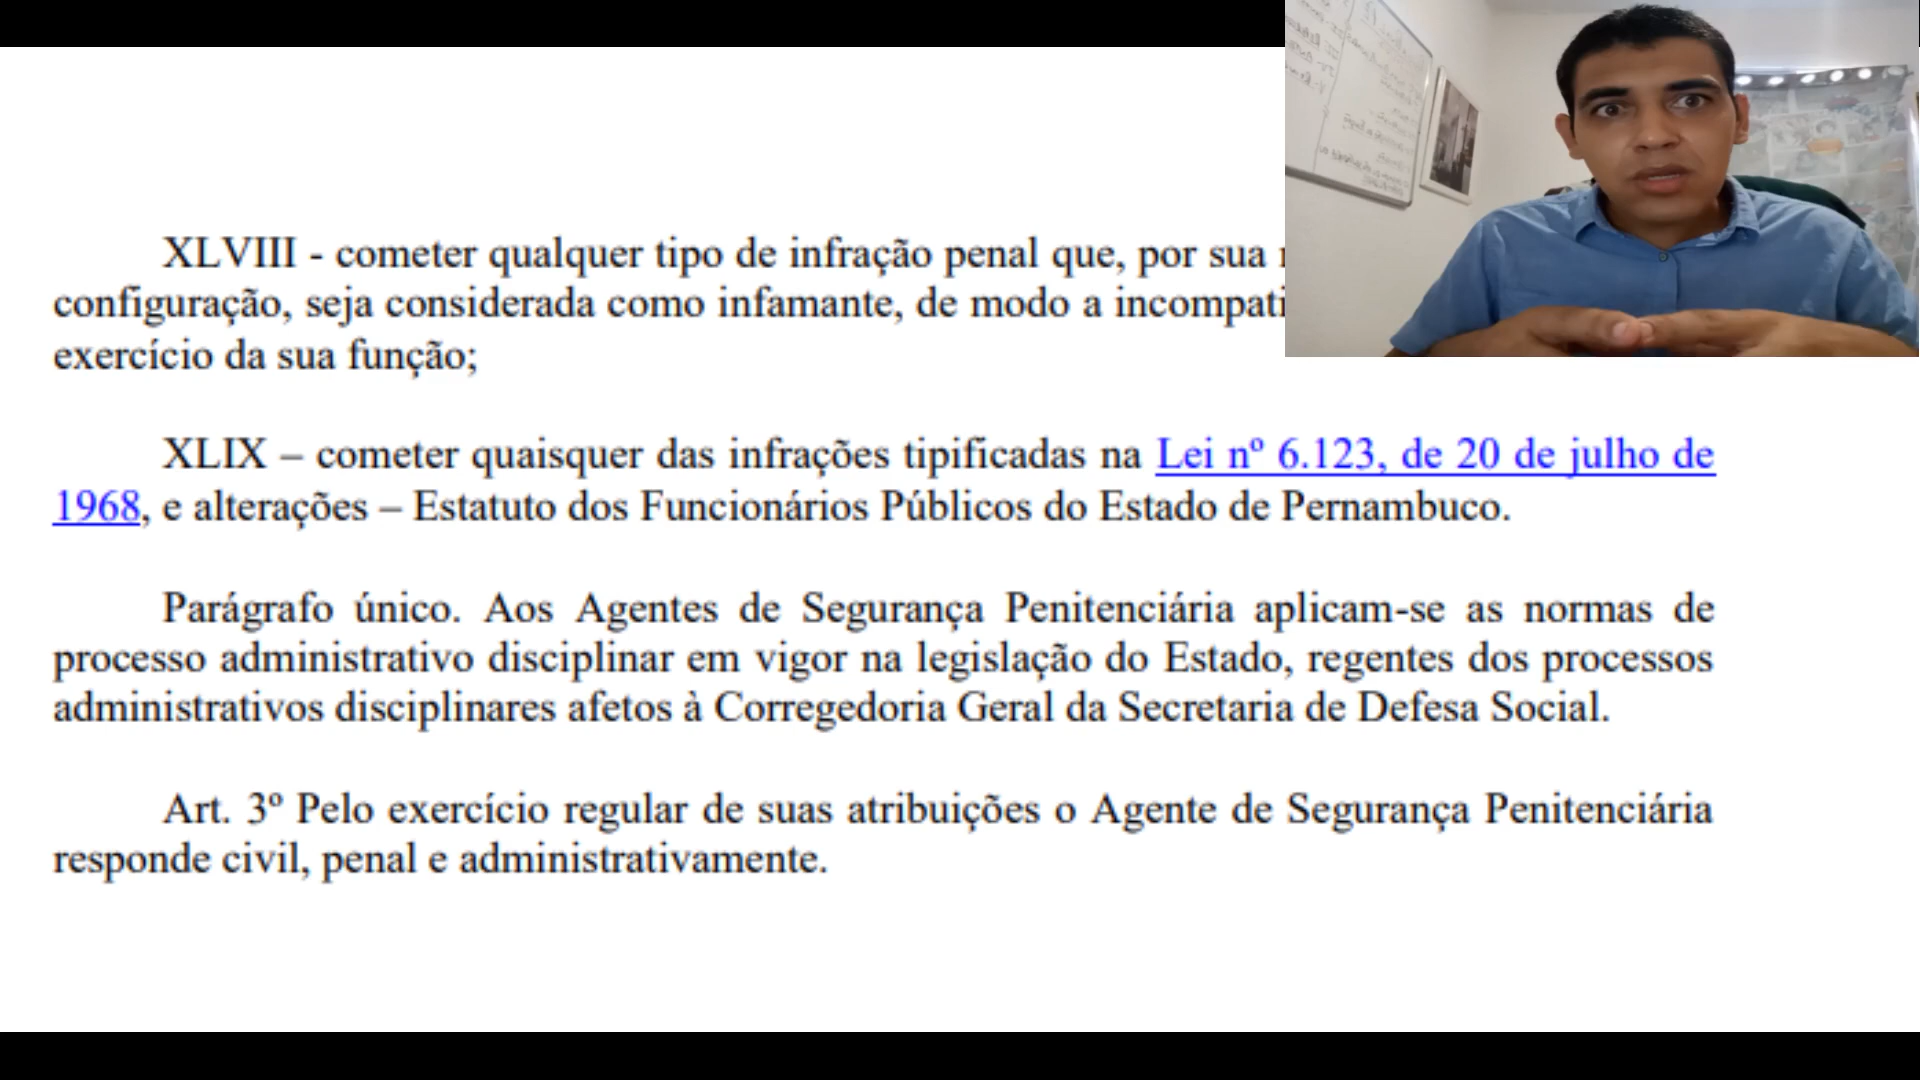 XLVIII - cometer qualquer tipo de infração penal que, por sua
configuração, seja considerada como infamante, de modo a
exercício da sua função;
XLIX – cometer quaisquer das infrações tipificadas na Lei nº 6.123, de 20 de julho de
1968, e alterações – Estatuto dos Funcionários Públicos do Estado de Pernambuco.
Parágrafo único. Aos Agentes de Segurança Penitenciária aplicam-se as normas de
processo administrativo disciplinar em vigor na legislação do Estado, regentes dos processos
administrativos disciplinares afetos à Corregedoria Geral da Secretaria de Defesa Social.
Art. 3º Pelo exercício regular de suas atribuições o Agente de Segurança Penitenciária
responde civil, penal e administrativamente.